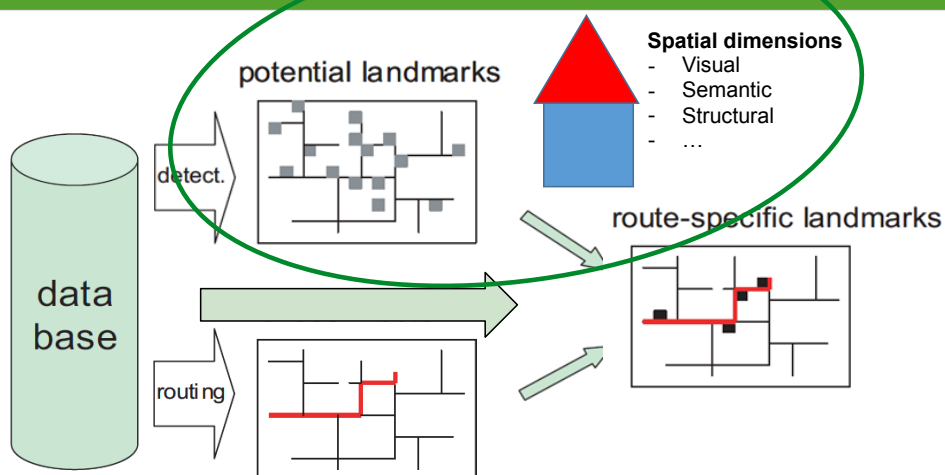 Spatial dimensions
- Visual
- Semantic
- Structural
- …
potential landmarks
detect.
route-specific landmarks
data
base
routing